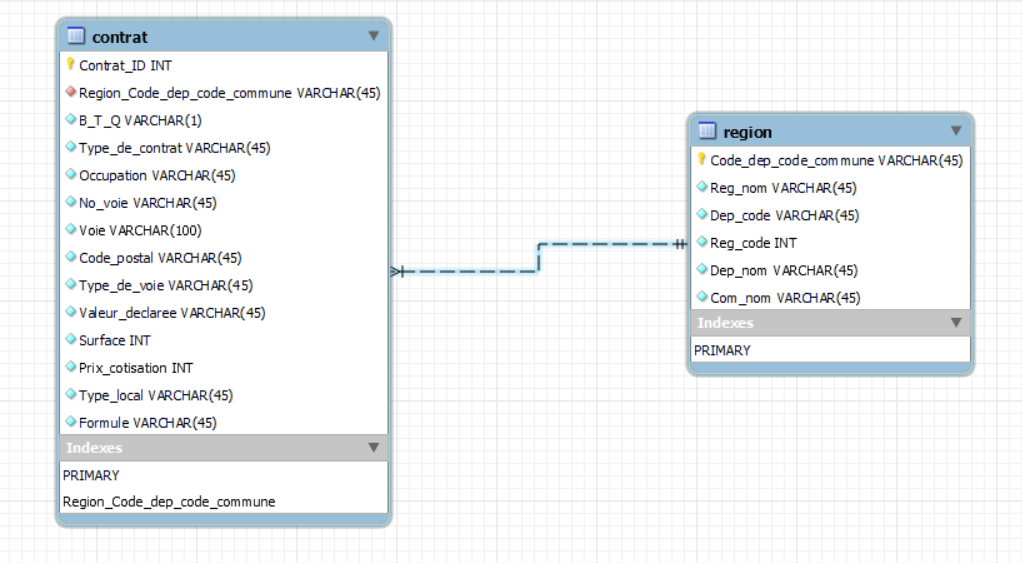 contrat
Contrat_ID INT
Region_Code_dep_code_commune VARCHAR(45)
B_T_Q VARCHAR(1)
Type_de_contrat VARCHAR(45)
Occupation VARCHAR(45)
No_voie VARCHAR(45)
Voie VARCHAR(100)
Code_postal VARCHAR(45)
Type_de_voie VARCHAR(45)
Valeur_declaree VARCHAR(45)
Surface INT
Prix_cotisation INT
Type_local VARCHAR(45)
Formule VARCHAR(45)
Indexes
PRIMARY
Region_Code_dep_code_commune
region
Code_dep_code_commune VARCHAR(45)
Reg_nom VARCHAR(45)
Dep_code VARCHAR(45)
Reg_code INT
Dep_nom VARCHAR(45)
Com_nom VARCHAR(45)
Indexes
PRIMARY